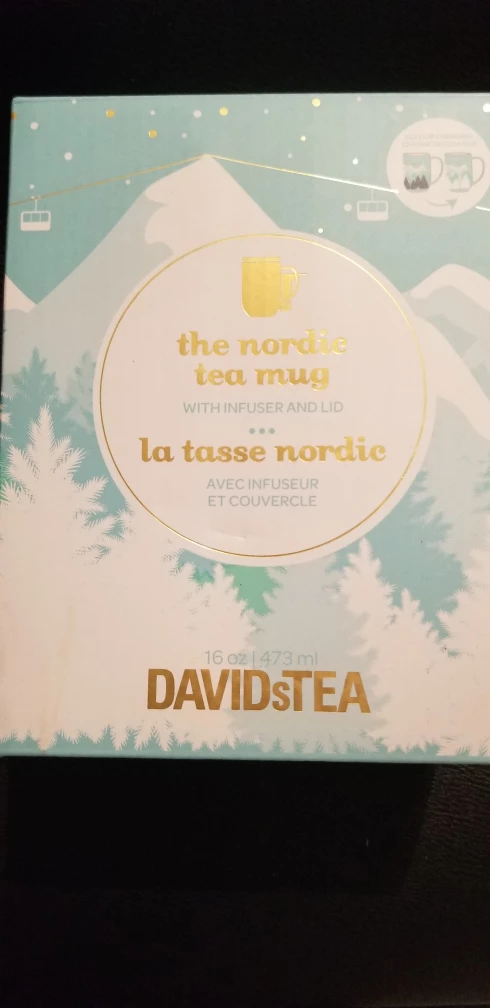 the nordic
tea mug
WITH INFUSER AND LID
la tasse nordic
AVEC INFUSEUR
ET COUVERCLE
16 oz | 473 ml
DAVIDsTEA